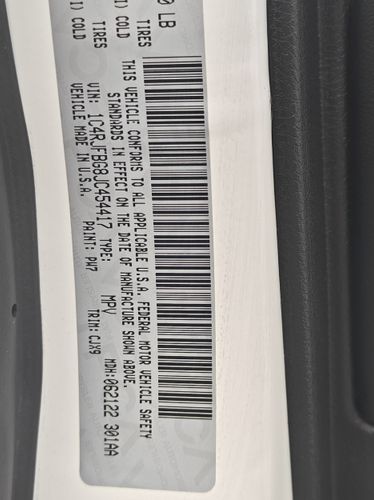 0 LB
TIRES TIRES
I) COLD I) COLD
THIS VEHICLE CONFORMS TO ALL APPLICABLE U.S.A. FEDERAL MOTOR VEHICLE SAFETY
STANDARDS IN EFFECT ON THE DATE OF MANUFACTURE SHOWN ABOVE.
VIN: 1C4RJFBG8JC454417 TYPE: MPV MDH:062122 301AA
VEHICLE MADE IN U.S.A. PAINT: PW7 TRIM: CJX9